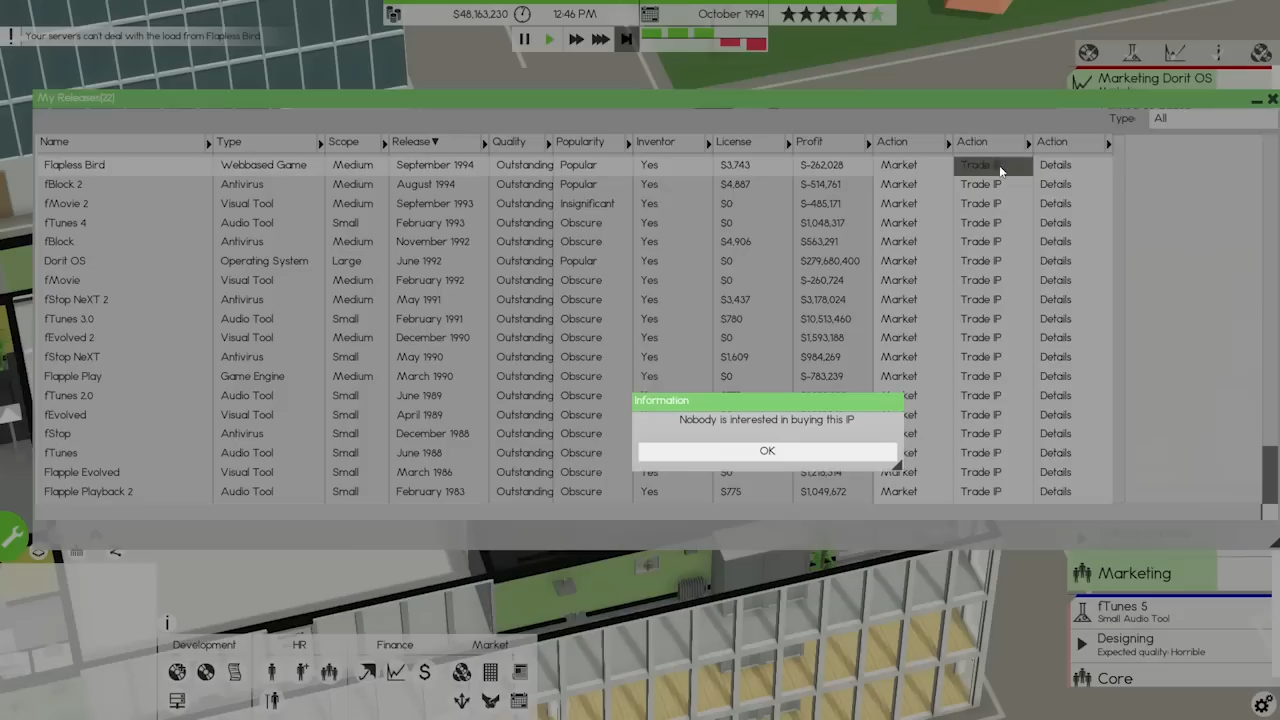 $48,163,230 12:46 PM October 1994
Your servers can't deal with the load from Flapless Bird
Marketing Dorit OS
My Releases(22)
Type: All
Name Type Scope Release▼ Quality Popularity Inventor License Profit Action Action Action
Flapless Bird Webbased Game Medium September 1994 Outstanding Popular Yes $3,743 $-262,028 Market Trade IP Details
fBlock 2 Antivirus Medium August 1994 Outstanding Popular Yes $4,887 $-514,761 Market Trade IP Details
fMovie 2 Visual Tool Medium September 1993 Outstanding Insignificant Yes $0 $-485,171 Market Trade IP Details
fTunes 4 Audio Tool Small February 1993 Outstanding Obscure Yes $0 $1,048,317 Market Trade IP Details
fBlock Antivirus Medium November 1992 Outstanding Obscure Yes $4,906 $563,291 Market Trade IP Details
Dorit OS Operating System Large June 1992 Outstanding Popular Yes $0 $279,680,400 Market Trade IP Details
fMovie Visual Tool Medium February 1992 Outstanding Obscure Yes $0 $-260,724 Market Trade IP Details
fStop NeXT 2 Antivirus Medium May 1991 Outstanding Obscure Yes $3,437 $3,178,024 Market Trade IP Details
fTunes 3.0 Audio Tool Small February 1991 Outstanding Obscure Yes $780 $10,513,460 Market Trade IP Details
fEvolved 2 Visual Tool Medium December 1990 Outstanding Obscure Yes $0 $1,593,188 Market Trade IP Details
fStop NeXT Antivirus Small May 1990 Outstanding Obscure Yes $1,609 $984,269 Market Trade IP Details
Flapple Play Game Engine Medium March 1990 Outstanding Obscure Yes $0 $-783,239 Market Trade IP Details
fTunes 2.0 Audio Tool Small June 1989 Outstanding Obscure Market Trade IP Details
fEvolved Visual Tool Small April 1989 Outstanding Obscure Market Trade IP Details
fStop Antivirus Small December 1988 Outstanding Obscure Market Trade IP Details
fTunes Audio Tool Small June 1988 Outstanding Obscure Market Trade IP Details
Flapple Evolved Visual Tool Small March 1986 Outstanding Obscure Yes $0 Market Trade IP Details
Flapple Playback 2 Audio Tool Small February 1983 Outstanding Obscure Yes $775 $1,049,672 Market Trade IP Details
Information
Nobody is interested in buying this IP
OK
Marketing
fTunes 5
Small Audio Tool
Designing
Expected quality: Horrible
Core
Development HR Finance Market